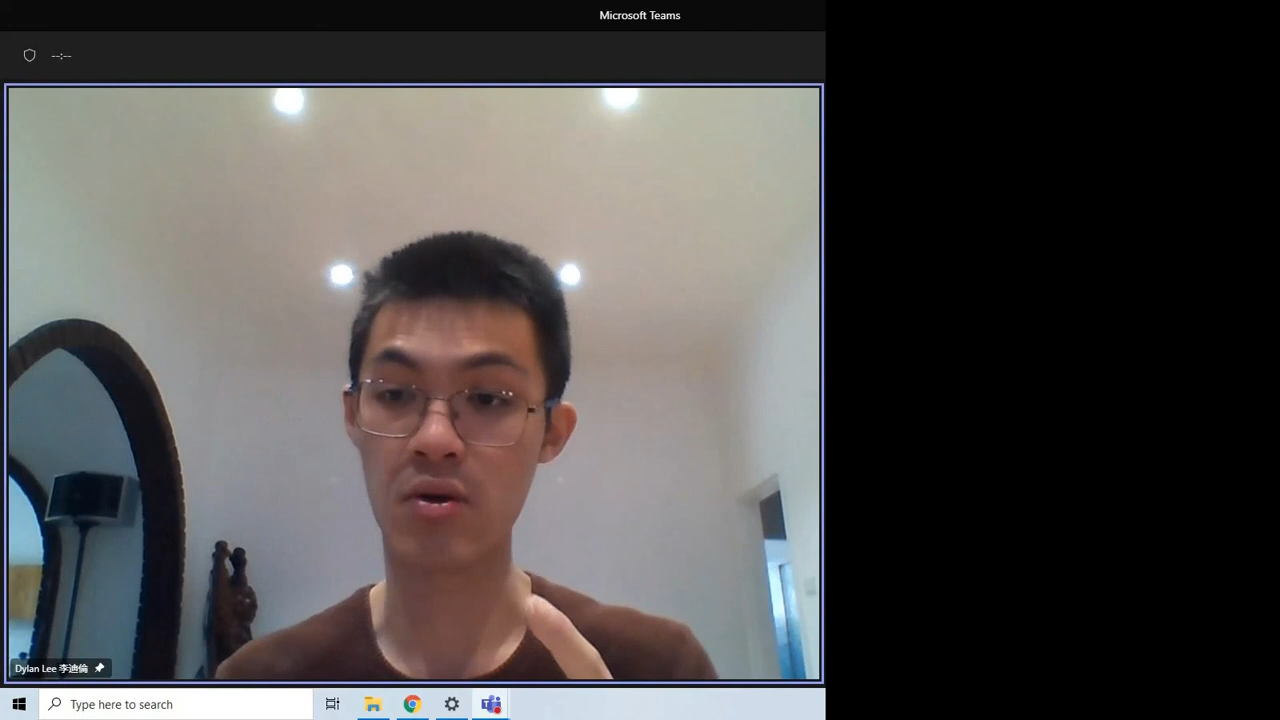 Microsoft Teams
--:--
Dylan Lee 李迪倫
Type here to search